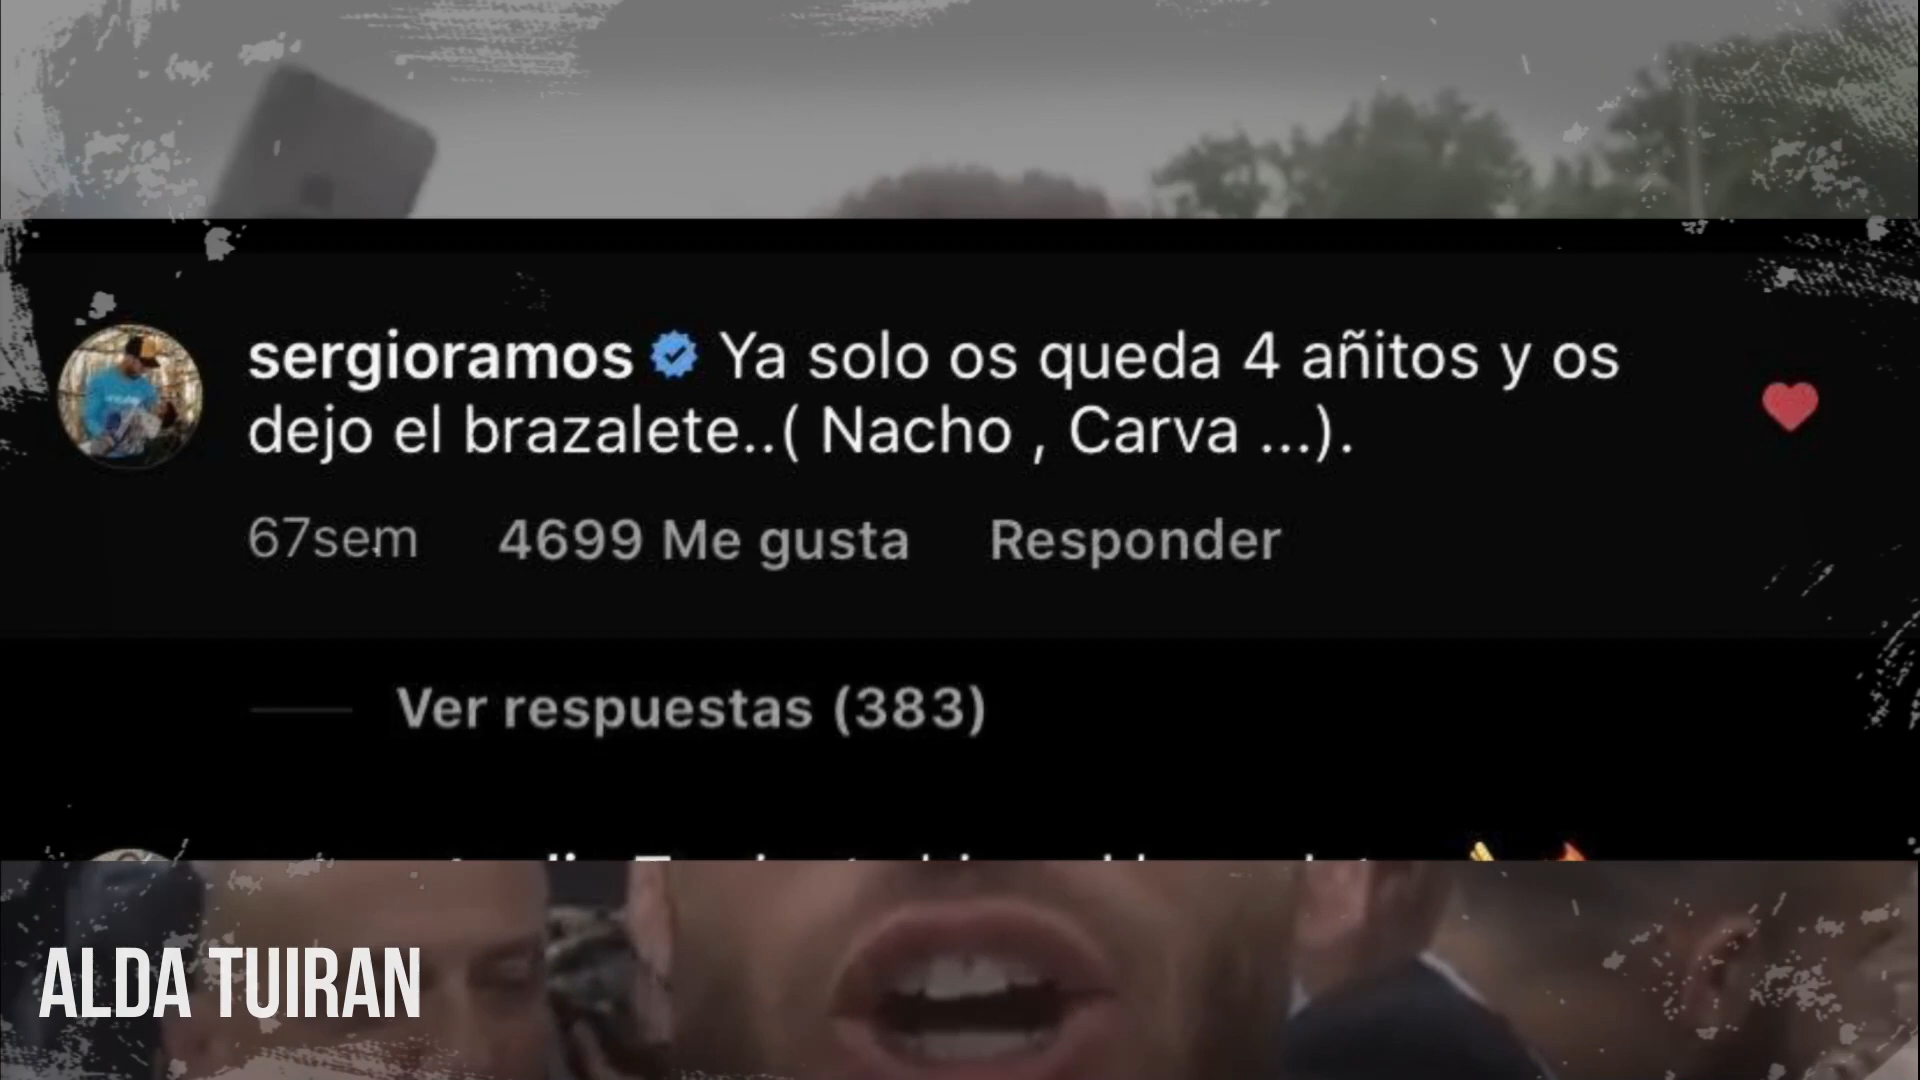 sergioramos Ya solo os queda 4 añitos y os
dejo el brazalete..( Nacho , Carva ...).
67sem 4699 Me gusta Responder
Ver respuestas (383)
ALDA TUIRAN